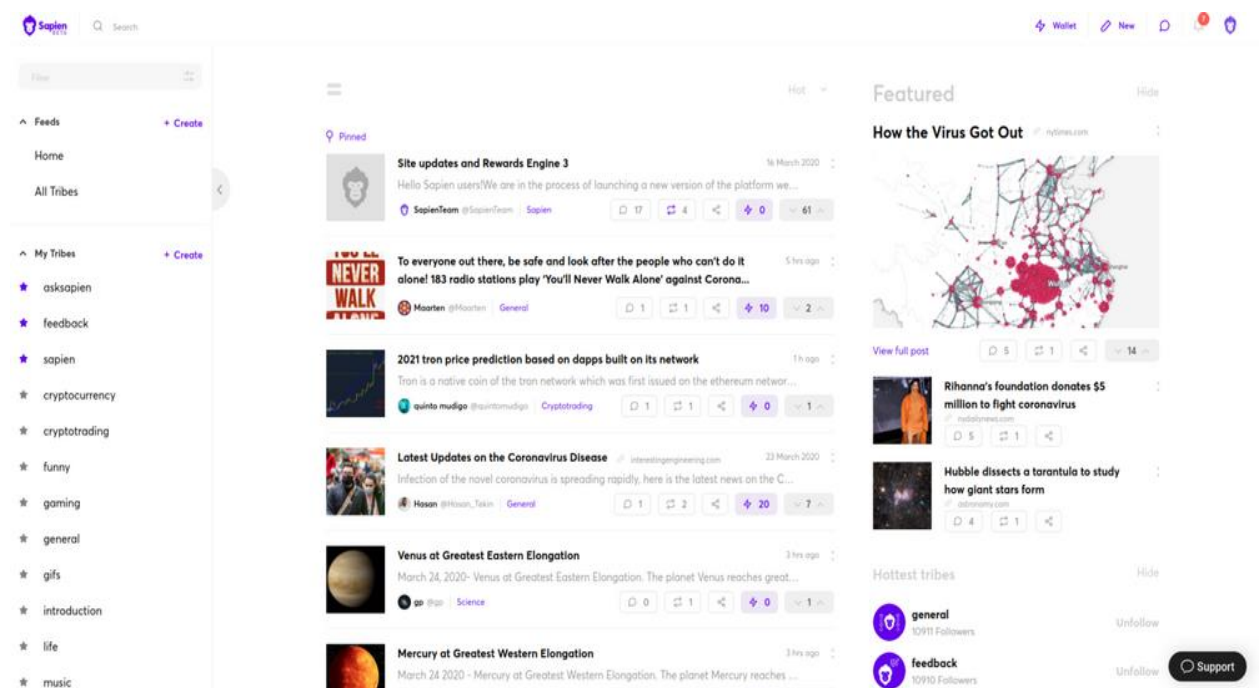 Sapien
BETA
Search
Wallet
New
7
Filter
Feeds
+ Create
Home
All Tribes
My Tribes
+ Create
asksapien
feedback
sapien
cryptocurrency
cryptotrading
funny
gaming
general
gifs
introduction
life
music
Hot
Pinned
Site updates and Rewards Engine 3
16 March 2020
Hello Sapien users!We are in the process of launching a new version of the platform we...
SapienTeam @SapienTeam Sapien
17 4 0 61
NEVER
WALK
To everyone out there, be safe and look after the people who can't do it
alone! 183 radio stations play 'You'll Never Walk Alone' against Corona...
5 hrs ago
Maarten @Maarten General
1 1 10 2
2021 tron price prediction based on dapps built on its network
1 h ago
Tron is a native coin of the tron network which was first issued on the ethereum networ...
quinto mudigo @quintomudigo Cryptotrading
1 1 0 1
Latest Updates on the Coronavirus Disease
interestingengineering.com
23 March 2020
Infection of the novel coronavirus is spreading rapidly, here is the latest news on the C...
Hasan @Hasan_Tekin General
1 2 20 7
Venus at Greatest Eastern Elongation
3 hrs ago
March 24, 2020- Venus at Greatest Eastern Elongation. The planet Venus reaches great...
gp @gp Science
0 1 0 1
Mercury at Greatest Western Elongation
3 hrs ago
March 24 2020 - Mercury at Greatest Western Elongation. The planet Mercury reaches ...
Featured
Hide
How the Virus Got Out
nytimes.com
View full post
5 1 14
Rihanna's foundation donates $5
million to fight coronavirus
nydailynews.com
5 1
Hubble dissects a tarantula to study
how giant stars form
astronomy.com
4 1
Hottest tribes
Hide
general
10911 Followers
Unfollow
feedback
10910 Followers
Unfollow
Support